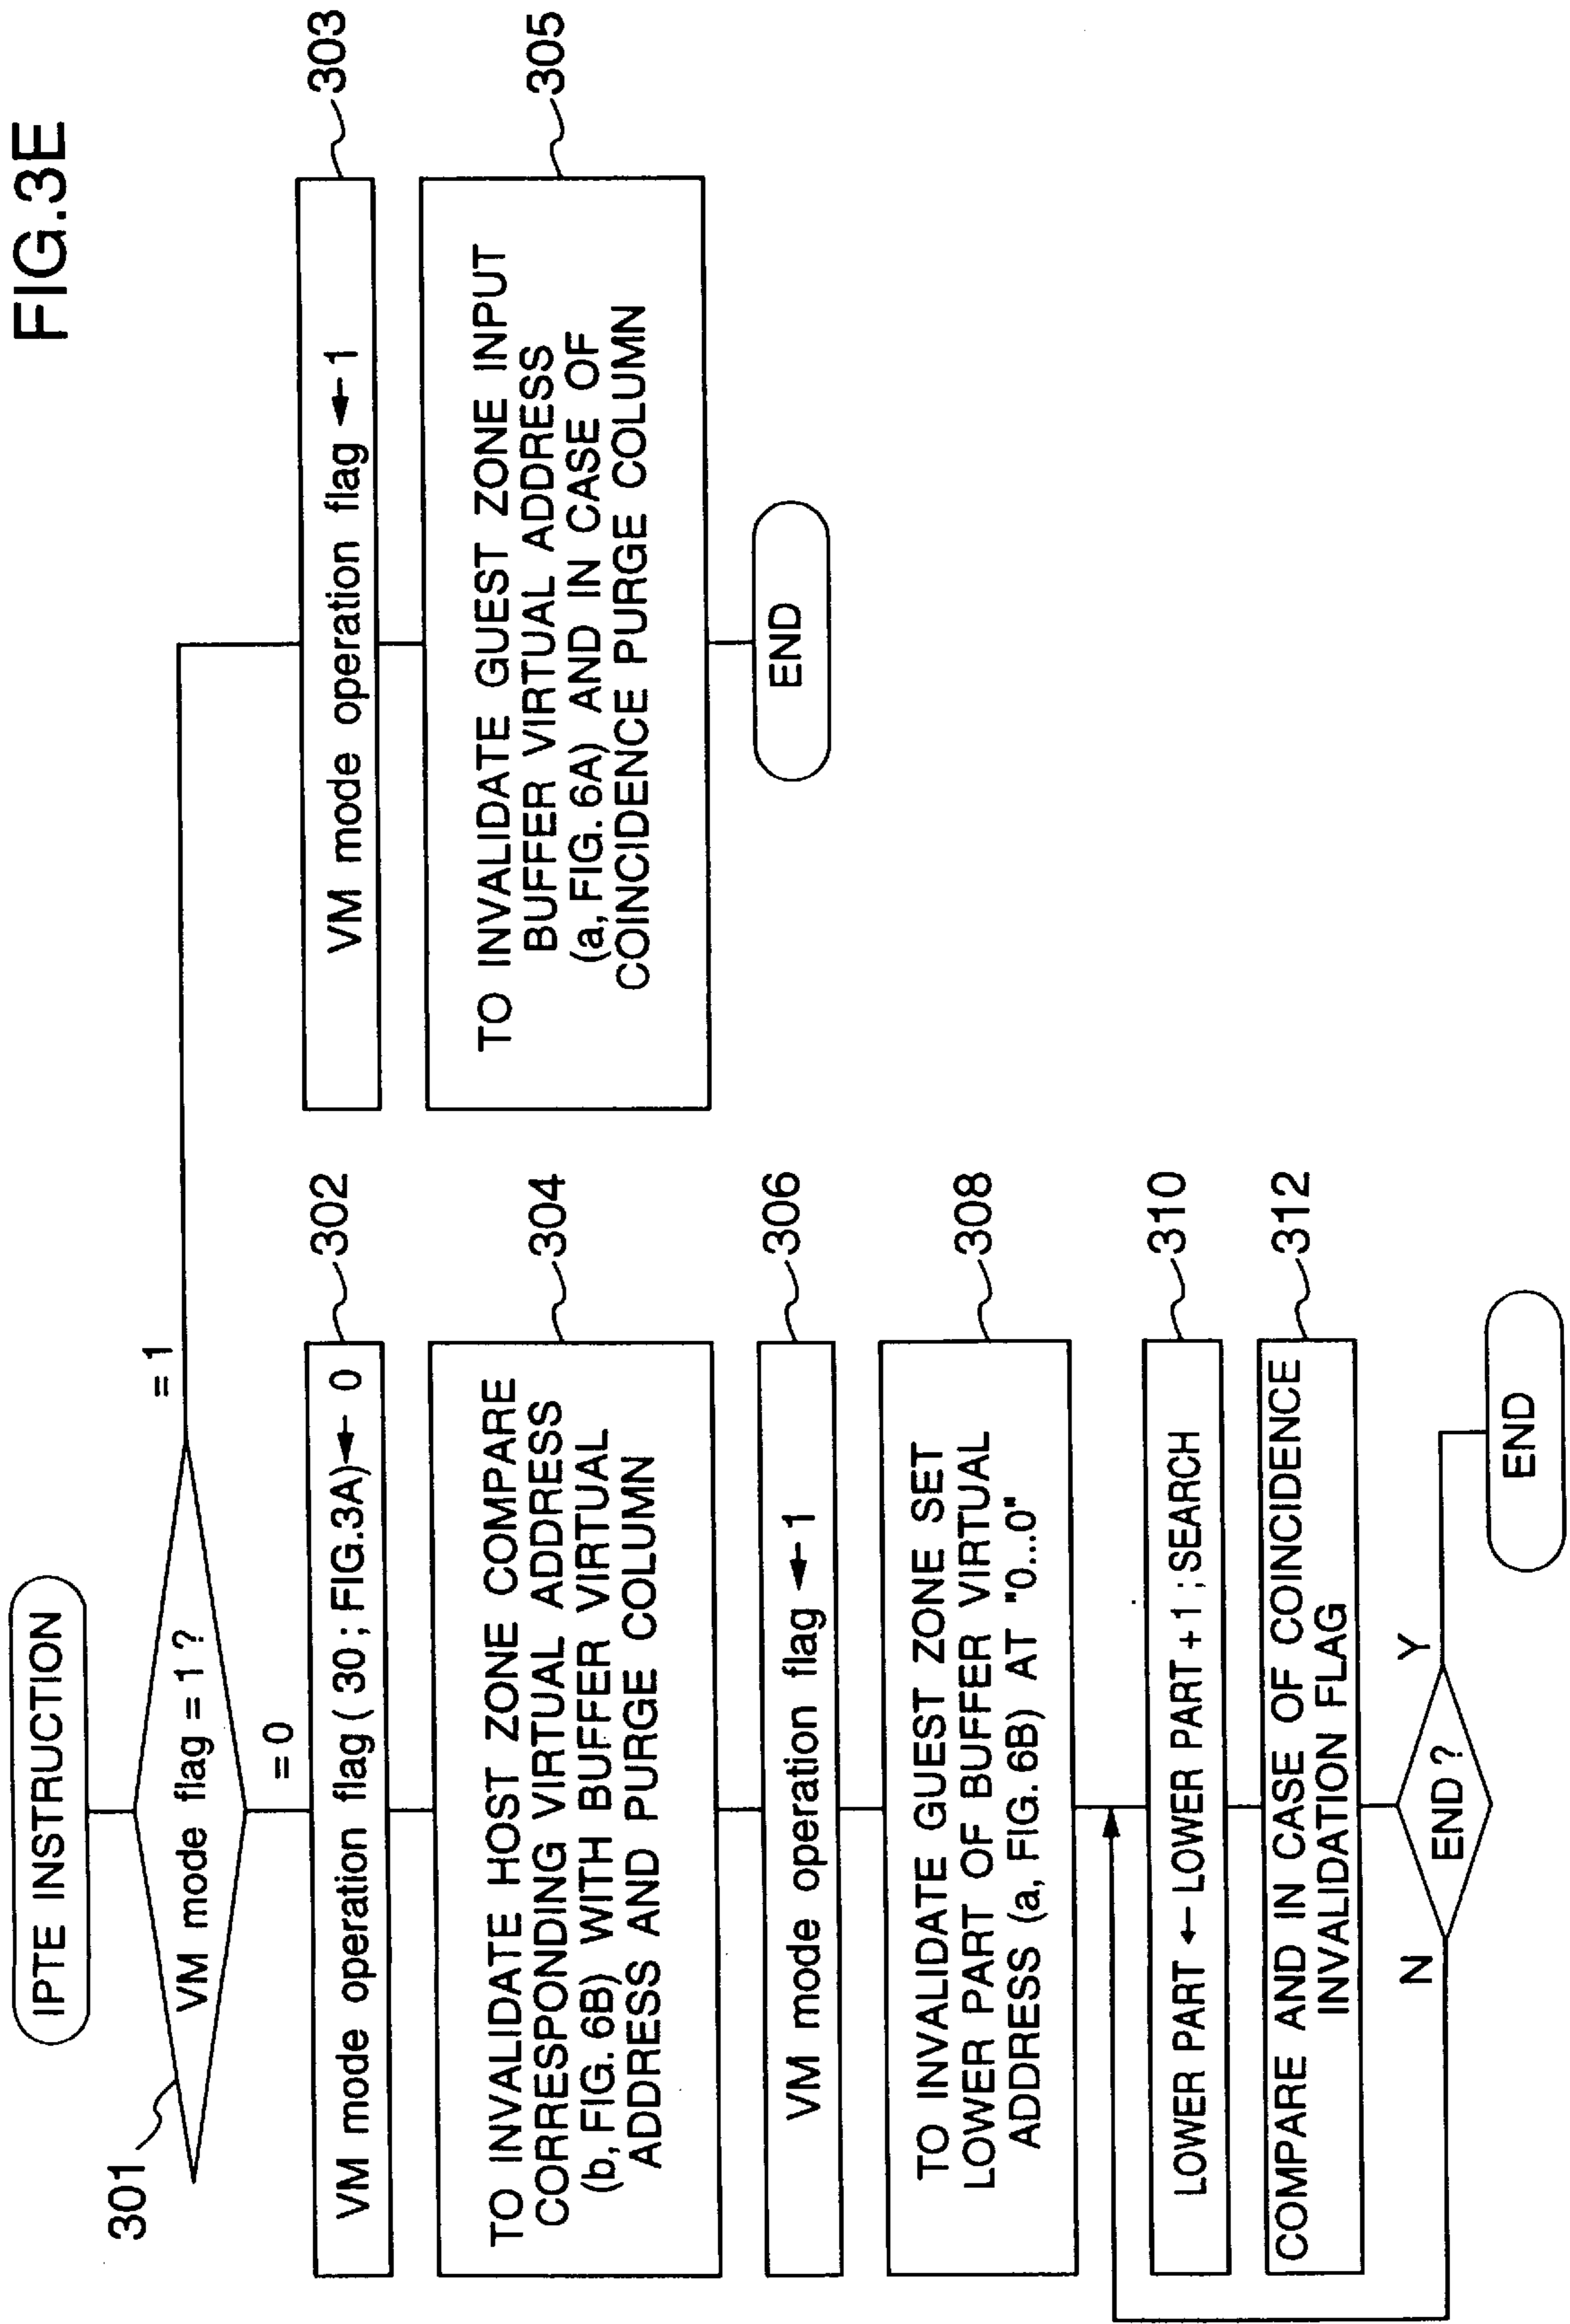 FIG.3E
IPTE INSTRUCTION
301
VM mode flag = 1 ?
= 1
= 0
VM mode operation flag ( 30 ; FIG.3A) ← 0
302
TO INVALIDATE HOST ZONE COMPARE
CORRESPONDING VIRTUAL ADDRESS
(b, FIG. 6B) WITH BUFFER VIRTUAL
ADDRESS AND PURGE COLUMN
304
VM mode operation flag ← 1
306
TO INVALIDATE GUEST ZONE SET
LOWER PART OF BUFFER VIRTUAL
ADDRESS (a, FIG. 6B) AT "0...0"
308
LOWER PART ← LOWER PART +1 ; SEARCH
310
COMPARE AND IN CASE OF COINCIDENCE
INVALIDATION FLAG
312
END ?
N
Y
END
VM mode operation flag ← 1
303
TO INVALIDATE GUEST ZONE INPUT
BUFFER VIRTUAL ADDRESS
(a, FIG. 6A) AND IN CASE OF
COINCIDENCE PURGE COLUMN
305
END